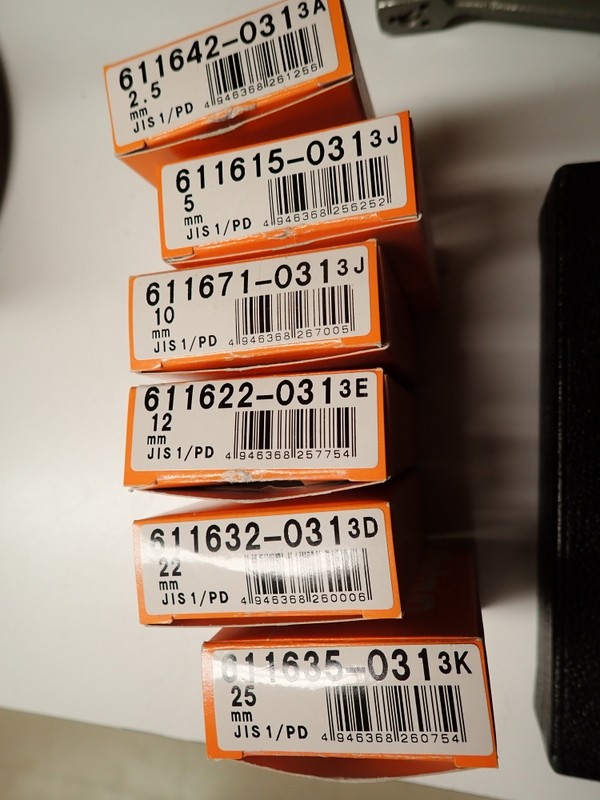 611642-031 3A
2.5
mm
JIS 1/PD
4 946368 261256
611615-031 3J
5
mm
JIS 1/PD
4 946368 256252
611671-031 3J
10
mm
JIS 1/PD
4 946368 267005
611622-031 3E
12
mm
JIS 1/PD
4 946368 257754
611632-031 3D
22
mm
JIS 1/PD
4 946368 260006
611635-031 3K
25
mm
JIS 1/PD
4 946368 260754